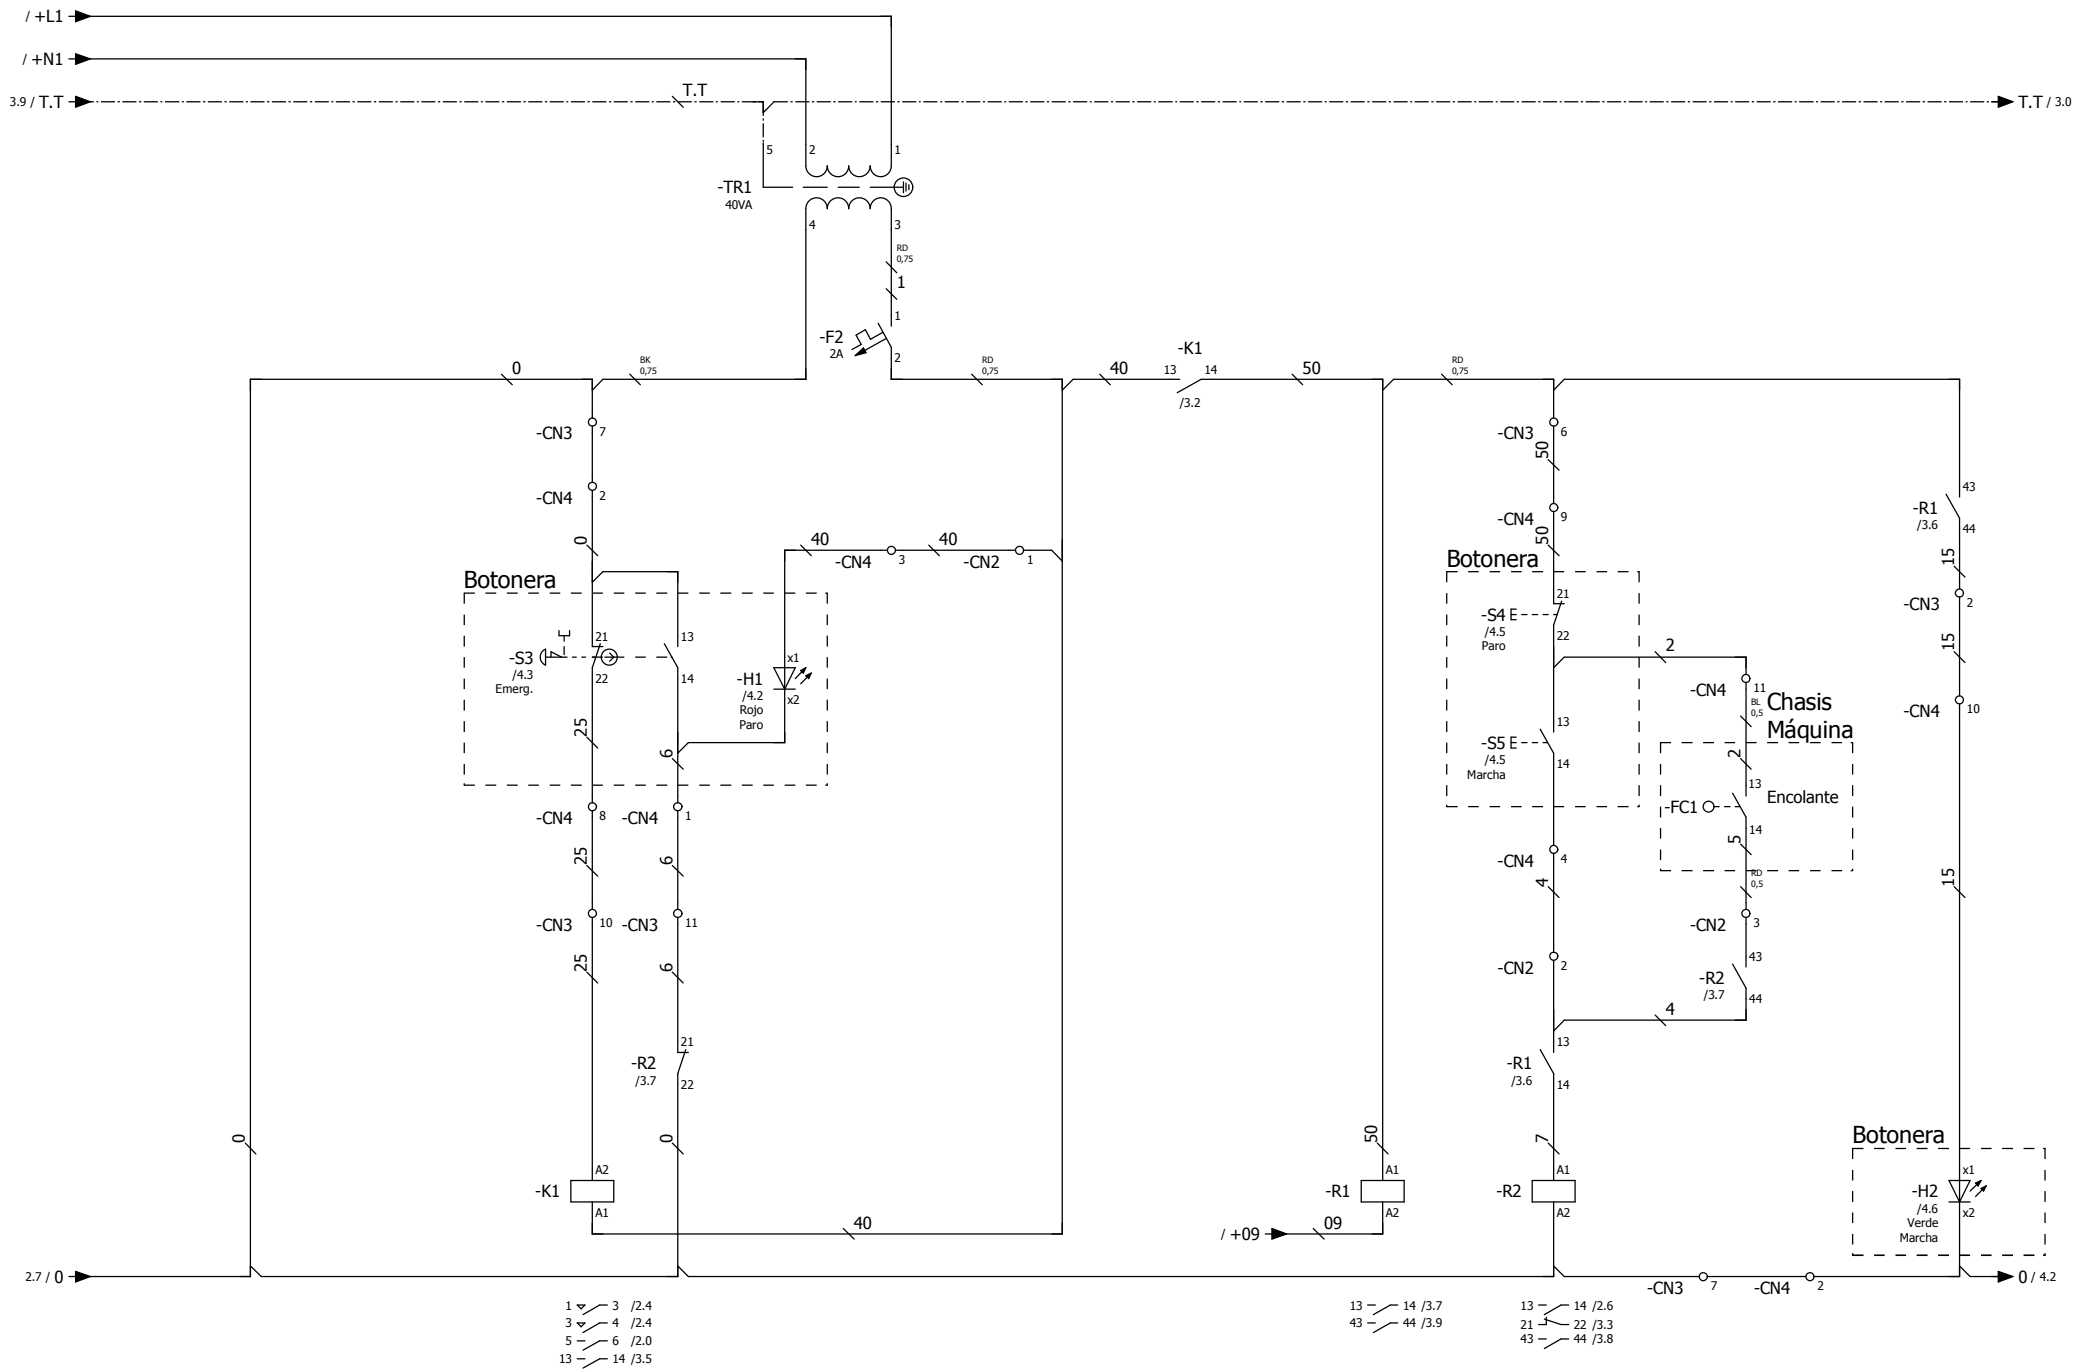 / +L1
/ +N1
3.9 / T.T
T.T
T.T / 3.0
5
2
1
-TR1
40VA
4
3
RD
0,75
1
1
-F2
2A
2
0
BK
0,75
RD
0,75
40
-K1
13
14
/3.2
50
RD
0,75
-CN3
7
-CN4
2
0
40
-CN4
3
40
-CN2
1
Botonera
-S3
/4.3
Emerg.
21
22
13
14
-H1
/4.2
Rojo
Paro
x1
x2
25
6
-CN4
8
-CN4
1
25
6
-CN3
10
-CN3
11
25
6
-R2
/3.7
21
22
0
0
-K1
A2
A1
40
-CN3
6
50
-CN4
9
50
Botonera
-S4
/4.5
Paro
21
22
2
-S5
/4.5
Marcha
13
14
-CN4
11
BL
0,5
Chasis
Máquina
2
-FC1
13
14
Encolante
5
RD
0,5
-CN4
4
4
-CN2
3
-CN2
2
-R2
/3.7
43
44
4
-R1
/3.6
13
14
50
7
-R1
A1
A2
-R2
A1
A2
/ +09
09
-R1
/3.6
43
44
15
-CN3
2
15
-CN4
10
15
Botonera
-H2
/4.6
Verde
Marcha
x1
x2
2.7 / 0
-CN3
7
-CN4
2
0 / 4.2
1 3 /2.4
3 4 /2.4
5 6 /2.0
13 14 /3.5
13 14 /3.7
43 44 /3.9
13 14 /2.6
21 22 /3.3
43 44 /3.8